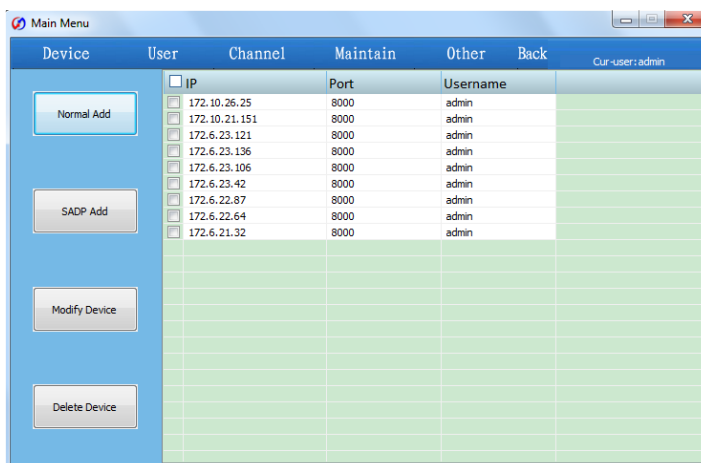 Main Menu
Device User Channel Maintain Other Back Cur-user:admin
IP Port Username
172.10.26.25 8000 admin
172.10.21.151 8000 admin
172.6.23.121 8000 admin
172.6.23.136 8000 admin
172.6.23.106 8000 admin
172.6.23.42 8000 admin
172.6.22.87 8000 admin
172.6.22.64 8000 admin
172.6.21.32 8000 admin
Normal Add
SADP Add
Modify Device
Delete Device